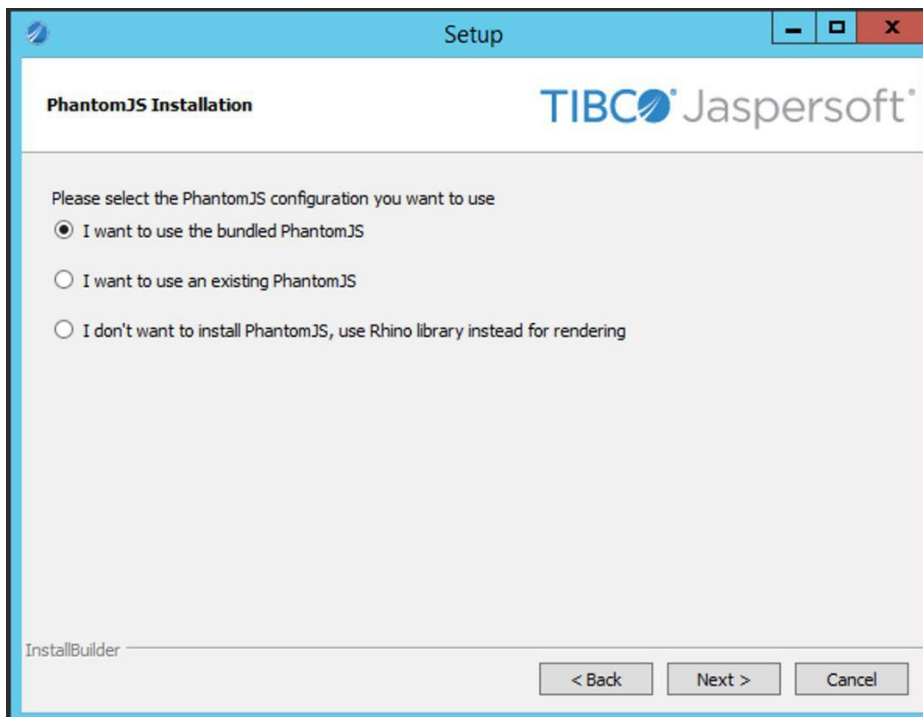 Setup
PhantomJS Installation
TIBCO Jaspersoft
Please select the PhantomJS configuration you want to use
I want to use the bundled PhantomJS
I want to use an existing PhantomJS
I don't want to install PhantomJS, use Rhino library instead for rendering
InstallBuilder
< Back
Next >
Cancel